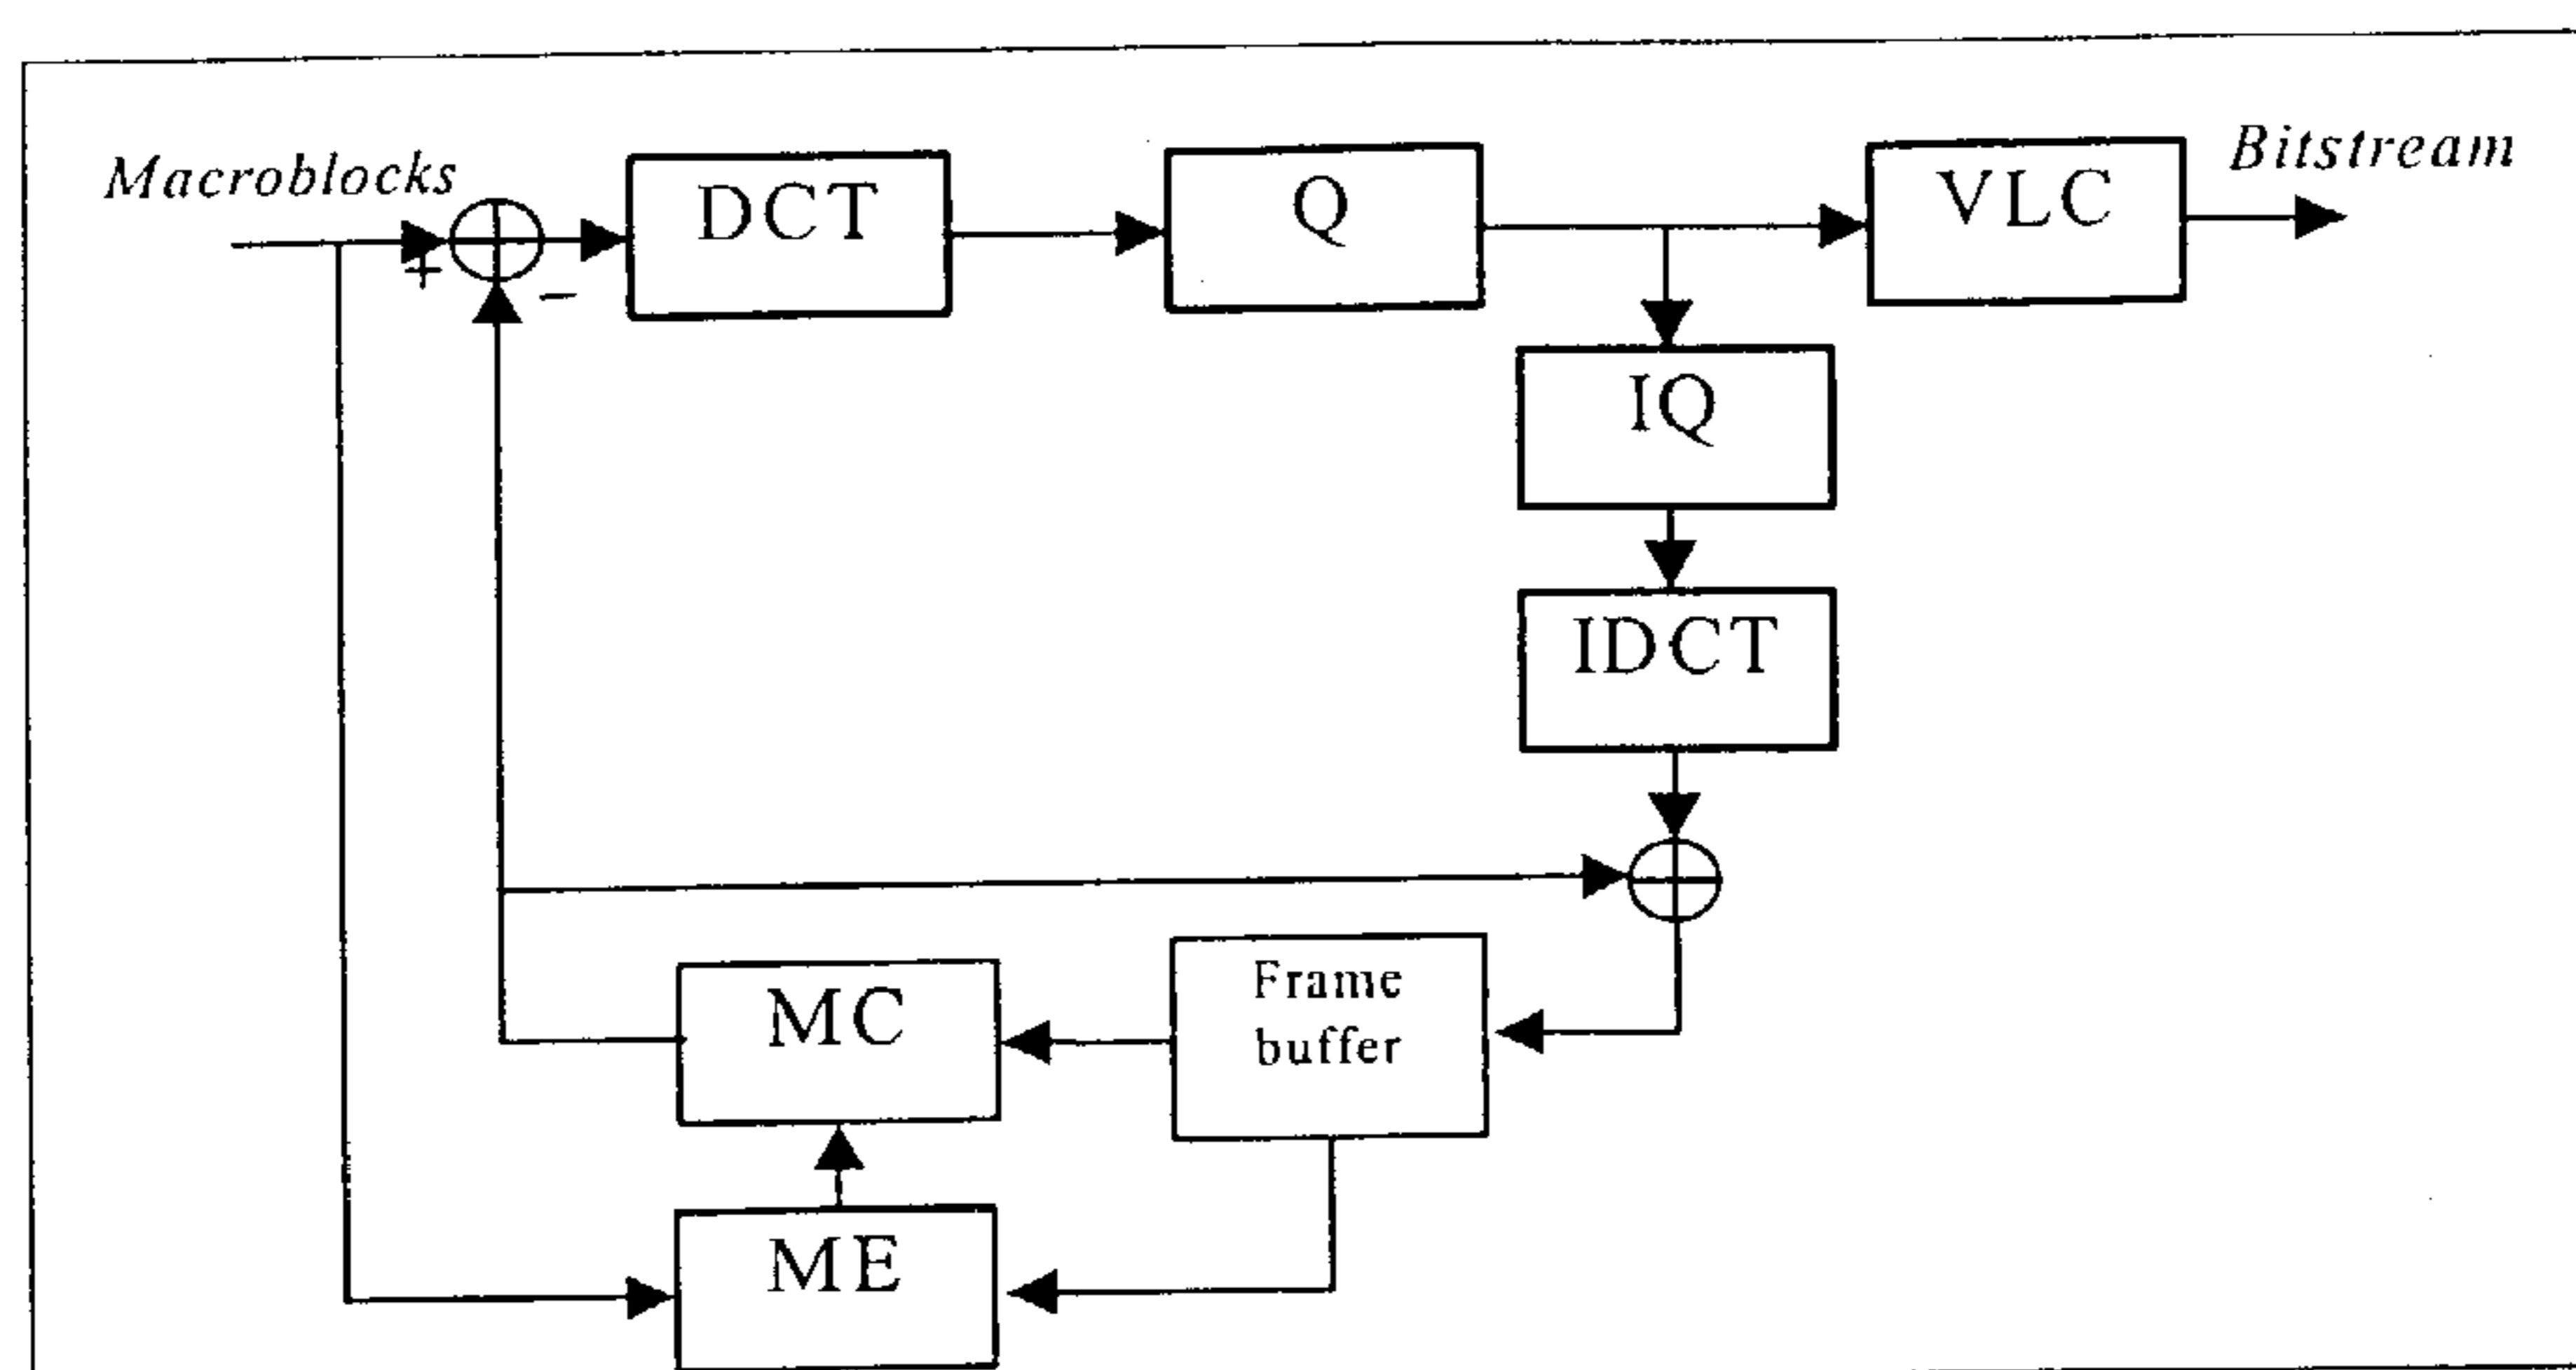 Macroblocks
+
−
DCT
Q
VLC
Bitstream
IQ
IDCT
MC
Frame
buffer
ME